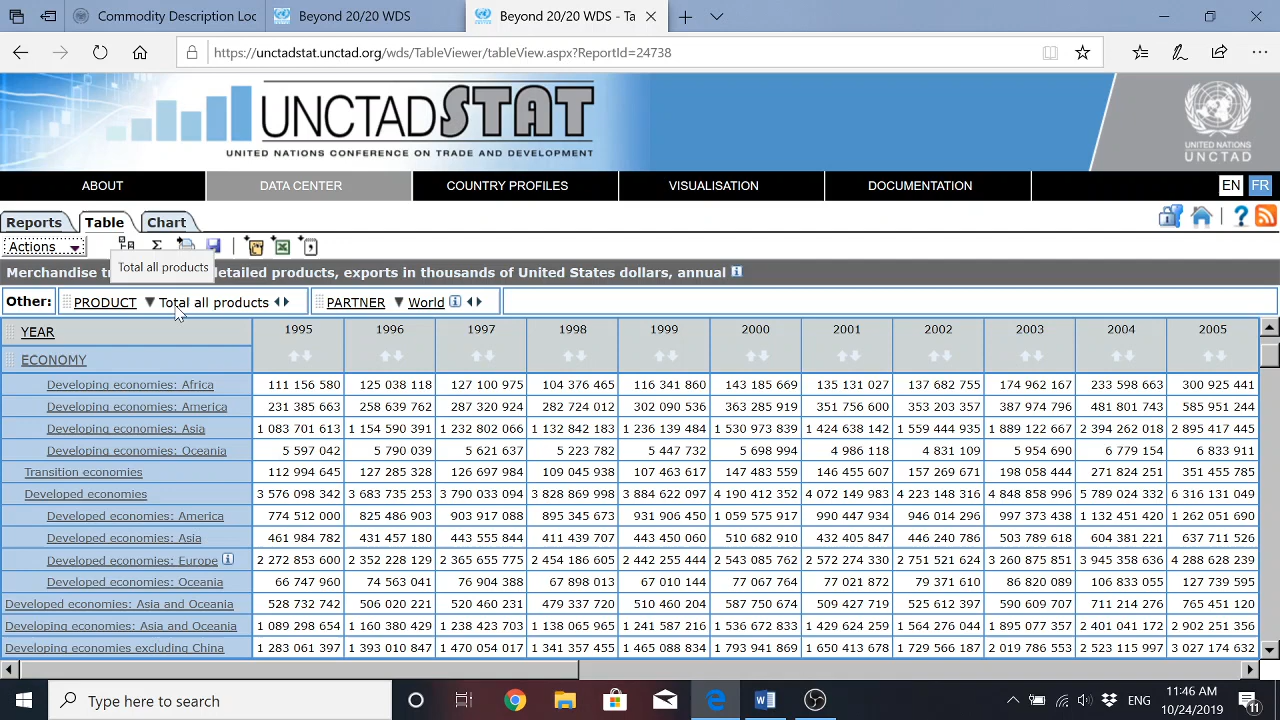 Commodity Description Loc
Beyond 20/20 WDS
Beyond 20/20 WDS - Ta
https://unctadstat.unctad.org/wds/TableViewer/tableView.aspx?ReportId=24738
UNCTADSTAT
UNITED NATIONS CONFERENCE ON TRADE AND DEVELOPMENT
UNITED NATIONS
UNCTAD
ABOUT DATA CENTER COUNTRY PROFILES VISUALISATION DOCUMENTATION EN FR
Reports Table Chart
Actions
Total all products
Merchandise tr detailed products, exports in thousands of United States dollars, annual
Other: PRODUCT Total all products PARTNER World
YEAR 1995 1996 1997 1998 1999 2000 2001 2002 2003 2004 2005
ECONOMY
Developing economies: Africa 111 156 580 125 038 118 127 100 975 104 376 465 116 341 860 143 185 669 135 131 027 137 682 755 174 962 167 233 598 663 300 925 441
Developing economies: America 231 385 663 258 639 762 287 320 924 282 724 012 302 090 536 363 285 919 351 756 600 353 203 357 387 974 796 481 801 743 585 951 244
Developing economies: Asia 1 083 701 613 1 154 590 391 1 232 802 066 1 132 842 183 1 236 139 484 1 530 973 839 1 424 638 142 1 559 444 935 1 889 122 667 2 394 262 018 2 895 417 445
Developing economies: Oceania 5 597 042 5 790 039 5 621 637 5 223 782 5 447 732 5 698 994 4 986 118 4 831 109 5 954 690 6 779 154 6 833 911
Transition economies 112 994 645 127 285 328 126 697 984 109 045 938 107 463 617 147 483 559 146 455 607 157 269 671 198 058 444 271 824 251 351 455 785
Developed economies 3 576 098 342 3 683 735 253 3 790 033 094 3 828 869 998 3 884 622 097 4 190 412 352 4 072 149 983 4 223 148 316 4 848 858 996 5 789 024 332 6 316 131 049
Developed economies: America 774 512 000 825 486 903 903 917 088 895 345 673 931 906 450 1 059 575 917 990 447 934 946 014 296 997 373 438 1 132 451 420 1 262 051 690
Developed economies: Asia 461 984 782 431 457 180 443 555 844 411 439 707 443 450 060 510 682 910 432 405 847 446 240 786 503 789 618 604 381 221 637 711 526
Developed economies: Europe 2 272 853 600 2 352 228 129 2 365 655 775 2 454 186 605 2 442 255 444 2 543 085 762 2 572 274 330 2 751 521 624 3 260 875 851 3 945 358 636 4 288 628 239
Developed economies: Oceania 66 747 960 74 563 041 76 904 388 67 898 013 67 010 144 77 067 764 77 021 872 79 371 610 86 820 089 106 833 055 127 739 595
Developed economies: Asia and Oceania 528 732 742 506 020 221 520 460 231 479 337 720 510 460 204 587 750 674 509 427 719 525 612 397 590 609 707 711 214 276 765 451 120
Developing economies: Asia and Oceania 1 089 298 654 1 160 380 429 1 238 423 703 1 138 065 965 1 241 587 216 1 536 672 833 1 429 624 259 1 564 276 044 1 895 077 357 2 401 041 172 2 902 251 356
Developing economies excluding China 1 283 061 397 1 393 010 847 1 470 054 017 1 341 357 455 1 465 088 834 1 793 941 869 1 650 413 678 1 729 566 187 2 019 786 553 2 523 115 997 3 027 174 632
Type here to search
ENG
11:46 AM
10/24/2019
11